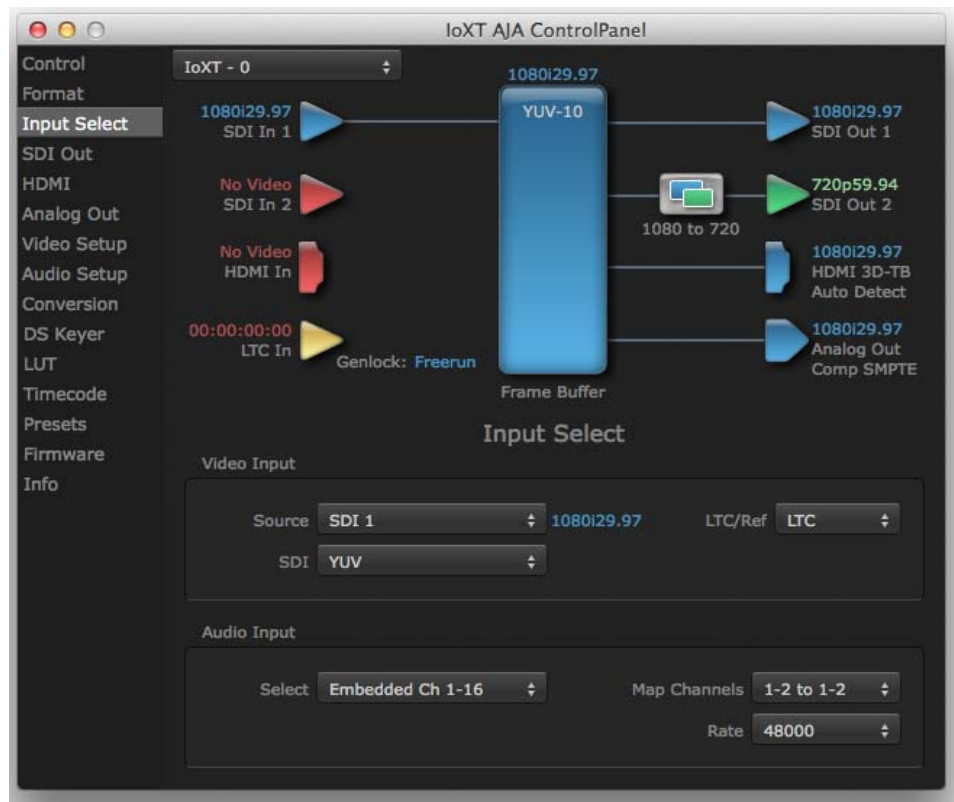 IoXT AJA ControlPanel
Control
Format
Input Select
SDI Out
HDMI
Analog Out
Video Setup
Audio Setup
Conversion
DS Keyer
LUT
Timecode
Presets
Firmware
Info
IoXT - 0
1080i29.97
SDI In 1
No Video
SDI In 2
No Video
HDMI In
00:00:00:00
LTC In
Genlock: Freerun
1080i29.97
YUV-10
Frame Buffer
1080 to 720
1080i29.97
SDI Out 1
720p59.94
SDI Out 2
1080i29.97
HDMI 3D-TB
Auto Detect
1080i29.97
Analog Out
Comp SMPTE
Input Select
Video Input
Source SDI 1 1080i29.97 LTC/Ref LTC
SDI YUV
Audio Input
Select Embedded Ch 1-16 Map Channels 1-2 to 1-2
Rate 48000